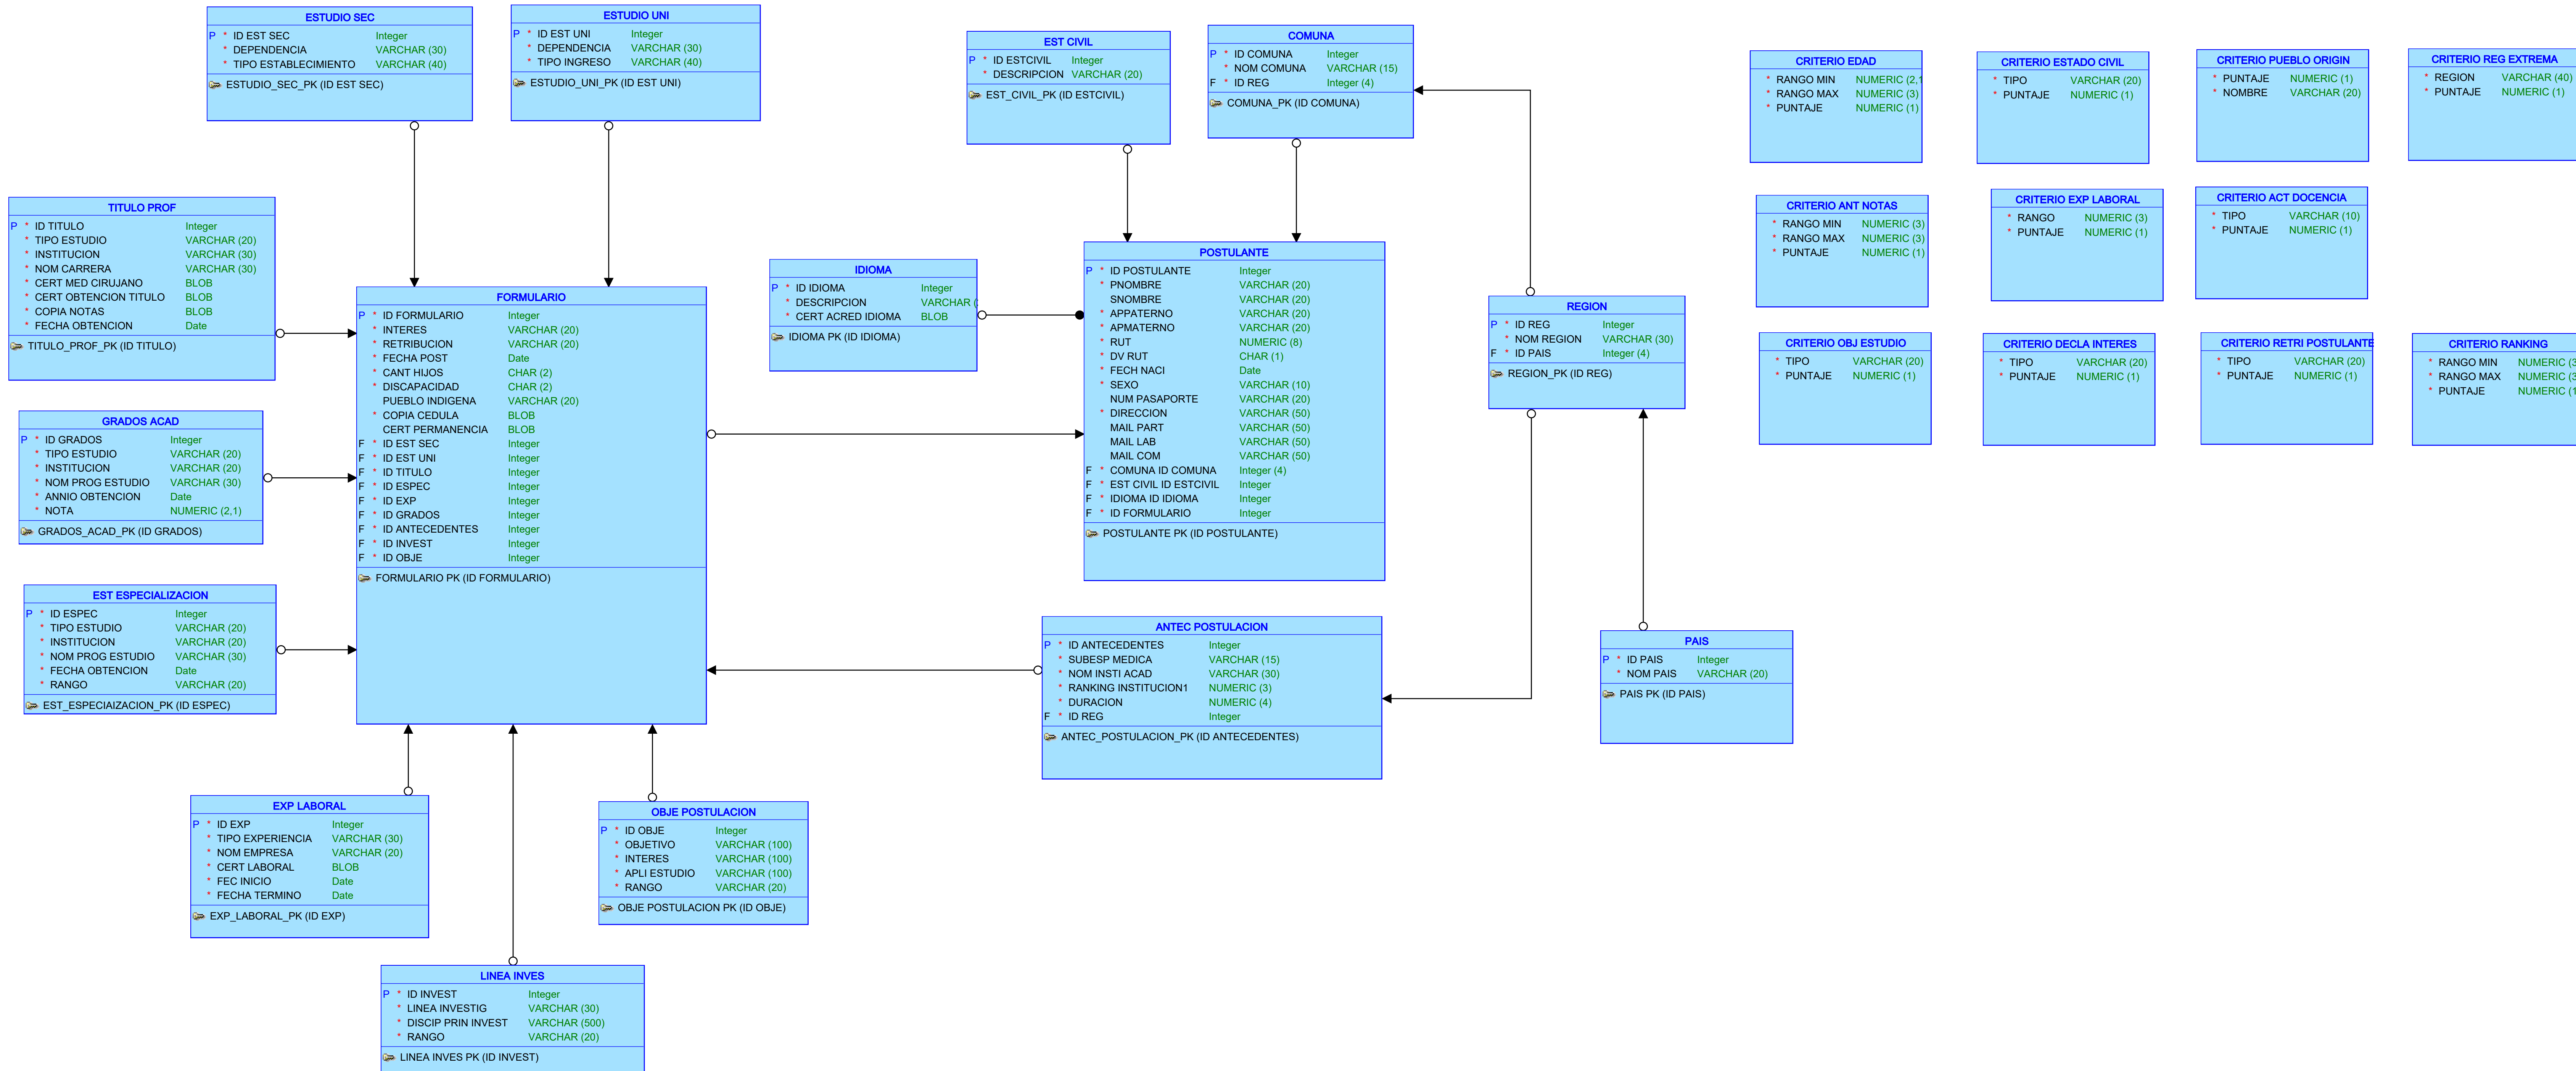 ESTUDIO SEC
P * ID EST SEC Integer
* DEPENDENCIA VARCHAR (30)
* TIPO ESTABLECIMIENTO VARCHAR (40)
ESTUDIO_SEC_PK (ID EST SEC)
ESTUDIO UNI
P * ID EST UNI Integer
* DEPENDENCIA VARCHAR (30)
* TIPO INGRESO VARCHAR (40)
ESTUDIO_UNI_PK (ID EST UNI)
EST CIVIL
P * ID ESTCIVIL Integer
* DESCRIPCION VARCHAR (20)
EST_CIVIL_PK (ID ESTCIVIL)
COMUNA
P * ID COMUNA Integer
* NOM COMUNA VARCHAR (15)
F * ID REG Integer (4)
COMUNA_PK (ID COMUNA)
CRITERIO EDAD
* RANGO MIN NUMERIC (2,1
* RANGO MAX NUMERIC (3)
* PUNTAJE NUMERIC (1)
CRITERIO ESTADO CIVIL
* TIPO VARCHAR (20)
* PUNTAJE NUMERIC (1)
CRITERIO PUEBLO ORIGIN
* PUNTAJE NUMERIC (1)
* NOMBRE VARCHAR (20)
CRITERIO REG EXTREMA
* REGION VARCHAR (40)
* PUNTAJE NUMERIC (1)
TITULO PROF
P * ID TITULO Integer
* TIPO ESTUDIO VARCHAR (20)
* INSTITUCION VARCHAR (30)
* NOM CARRERA VARCHAR (30)
* CERT MED CIRUJANO BLOB
* CERT OBTENCION TITULO BLOB
* COPIA NOTAS BLOB
* FECHA OBTENCION Date
TITULO_PROF_PK (ID TITULO)
CRITERIO ANT NOTAS
* RANGO MIN NUMERIC (3)
* RANGO MAX NUMERIC (3)
* PUNTAJE NUMERIC (1)
CRITERIO EXP LABORAL
* RANGO NUMERIC (3)
* PUNTAJE NUMERIC (1)
CRITERIO ACT DOCENCIA
* TIPO VARCHAR (10)
* PUNTAJE NUMERIC (1)
FORMULARIO
P * ID FORMULARIO Integer
* INTERES VARCHAR (20)
* RETRIBUCION VARCHAR (20)
* FECHA POST Date
* CANT HIJOS CHAR (2)
* DISCAPACIDAD CHAR (2)
PUEBLO INDIGENA VARCHAR (20)
* COPIA CEDULA BLOB
CERT PERMANENCIA BLOB
F * ID EST SEC Integer
F * ID EST UNI Integer
F * ID TITULO Integer
F * ID ESPEC Integer
F * ID EXP Integer
F * ID GRADOS Integer
F * ID ANTECEDENTES Integer
F * ID INVEST Integer
F * ID OBJE Integer
FORMULARIO PK (ID FORMULARIO)
IDIOMA
P * ID IDIOMA Integer
* DESCRIPCION VARCHAR (
* CERT ACRED IDIOMA BLOB
IDIOMA PK (ID IDIOMA)
POSTULANTE
P * ID POSTULANTE Integer
* PNOMBRE VARCHAR (20)
SNOMBRE VARCHAR (20)
* APPATERNO VARCHAR (20)
* APMATERNO VARCHAR (20)
* RUT NUMERIC (8)
* DV RUT CHAR (1)
* FECH NACI Date
* SEXO VARCHAR (10)
NUM PASAPORTE VARCHAR (20)
* DIRECCION VARCHAR (50)
MAIL PART VARCHAR (50)
MAIL LAB VARCHAR (50)
MAIL COM VARCHAR (50)
F * COMUNA ID COMUNA Integer (4)
F * EST CIVIL ID ESTCIVIL Integer
F * IDIOMA ID IDIOMA Integer
F * ID FORMULARIO Integer
POSTULANTE PK (ID POSTULANTE)
REGION
P * ID REG Integer
* NOM REGION VARCHAR (30)
F * ID PAIS Integer (4)
REGION_PK (ID REG)
CRITERIO OBJ ESTUDIO
* TIPO VARCHAR (20)
* PUNTAJE NUMERIC (1)
CRITERIO DECLA INTERES
* TIPO VARCHAR (20)
* PUNTAJE NUMERIC (1)
CRITERIO RETRI POSTULANTE
* TIPO VARCHAR (20)
* PUNTAJE NUMERIC (1)
CRITERIO RANKING
* RANGO MIN NUMERIC (3
* RANGO MAX NUMERIC (3
* PUNTAJE NUMERIC (1
GRADOS ACAD
P * ID GRADOS Integer
* TIPO ESTUDIO VARCHAR (20)
* INSTITUCION VARCHAR (20)
* NOM PROG ESTUDIO VARCHAR (30)
* ANNIO OBTENCION Date
* NOTA NUMERIC (2,1)
GRADOS_ACAD_PK (ID GRADOS)
EST ESPECIALIZACION
P * ID ESPEC Integer
* TIPO ESTUDIO VARCHAR (20)
* INSTITUCION VARCHAR (20)
* NOM PROG ESTUDIO VARCHAR (30)
* FECHA OBTENCION Date
* RANGO VARCHAR (20)
EST_ESPECIAIZACION_PK (ID ESPEC)
ANTEC POSTULACION
P * ID ANTECEDENTES Integer
* SUBESP MEDICA VARCHAR (15)
* NOM INSTI ACAD VARCHAR (30)
* RANKING INSTITUCION1 NUMERIC (3)
* DURACION NUMERIC (4)
F * ID REG Integer
ANTEC_POSTULACION_PK (ID ANTECEDENTES)
PAIS
P * ID PAIS Integer
* NOM PAIS VARCHAR (20)
PAIS PK (ID PAIS)
EXP LABORAL
P * ID EXP Integer
* TIPO EXPERIENCIA VARCHAR (30)
* NOM EMPRESA VARCHAR (20)
* CERT LABORAL BLOB
* FEC INICIO Date
* FECHA TERMINO Date
EXP_LABORAL_PK (ID EXP)
OBJE POSTULACION
P * ID OBJE Integer
* OBJETIVO VARCHAR (100)
* INTERES VARCHAR (100)
* APLI ESTUDIO VARCHAR (100)
* RANGO VARCHAR (20)
OBJE POSTULACION PK (ID OBJE)
LINEA INVES
P * ID INVEST Integer
* LINEA INVESTIG VARCHAR (30)
* DISCIP PRIN INVEST VARCHAR (500)
* RANGO VARCHAR (20)
LINEA INVES PK (ID INVEST)